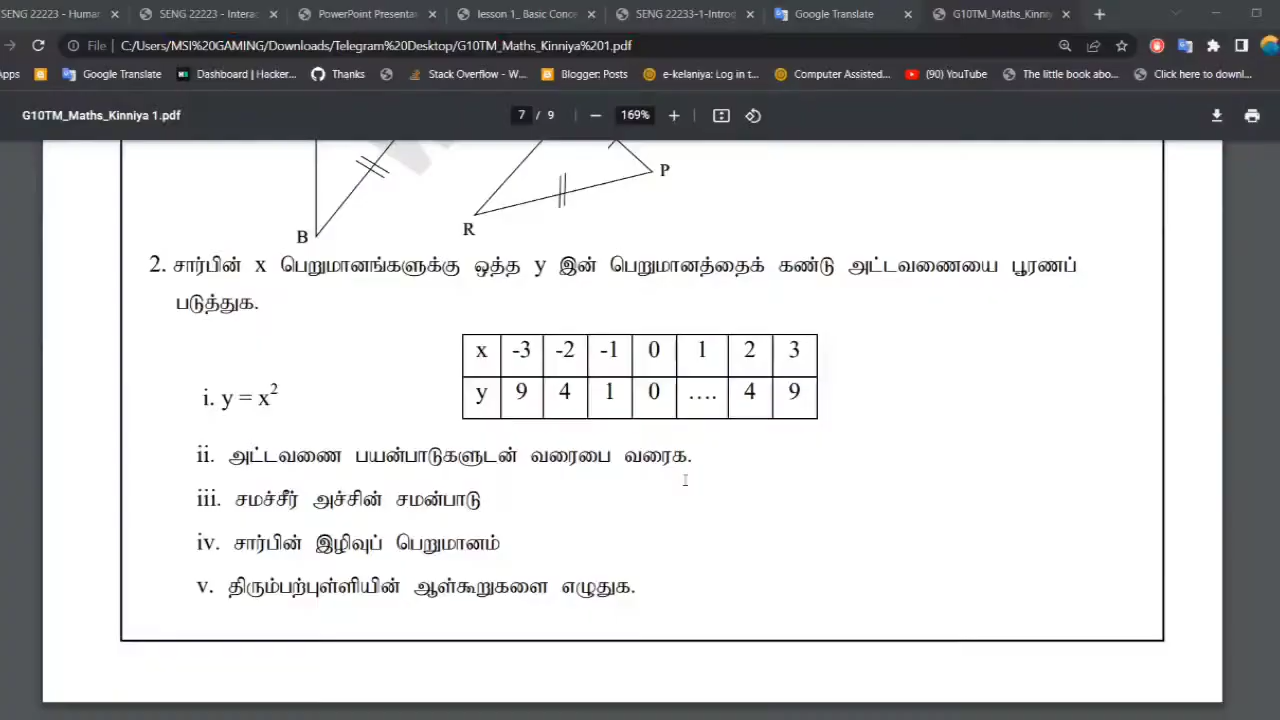 SENG 22223 - Human
SENG 22223 - Interac
PowerPoint Presentat
lesson 1_ Basic Conce
SENG 22233-1-Introd
Google Translate
G10TM_Maths_Kinniy
File C:/Users/MSI%20GAMING/Downloads/Telegram%20Desktop/G10TM_Maths_Kinniya%201.pdf
Apps Google Translate Dashboard | Hacker... Thanks Stack Overflow - W... Blogger: Posts e-kelaniya: Log in t... Computer Assisted... (90) YouTube The little book abo... Click here to downl...
G10TM_Maths_Kinniya 1.pdf 7 / 9 169%
P
R
B
2. சார்பின் x பெறுமானங்களுக்கு ஒத்த y இன் பெறுமானத்தைக் கண்டு அட்டவணையை பூரணப்
படுத்துக.
x -3 -2 -1 0 1 2 3
y 9 4 1 0 .... 4 9
i. y = x²
ii. அட்டவணை பயன்பாடுகளுடன் வரைபை வரைக.
iii. சமச்சீர் அச்சின் சமன்பாடு
iv. சார்பின் இழிவுப் பெறுமானம்
v. திரும்பற்புள்ளியின் ஆள்கூறுகளை எழுதுக.